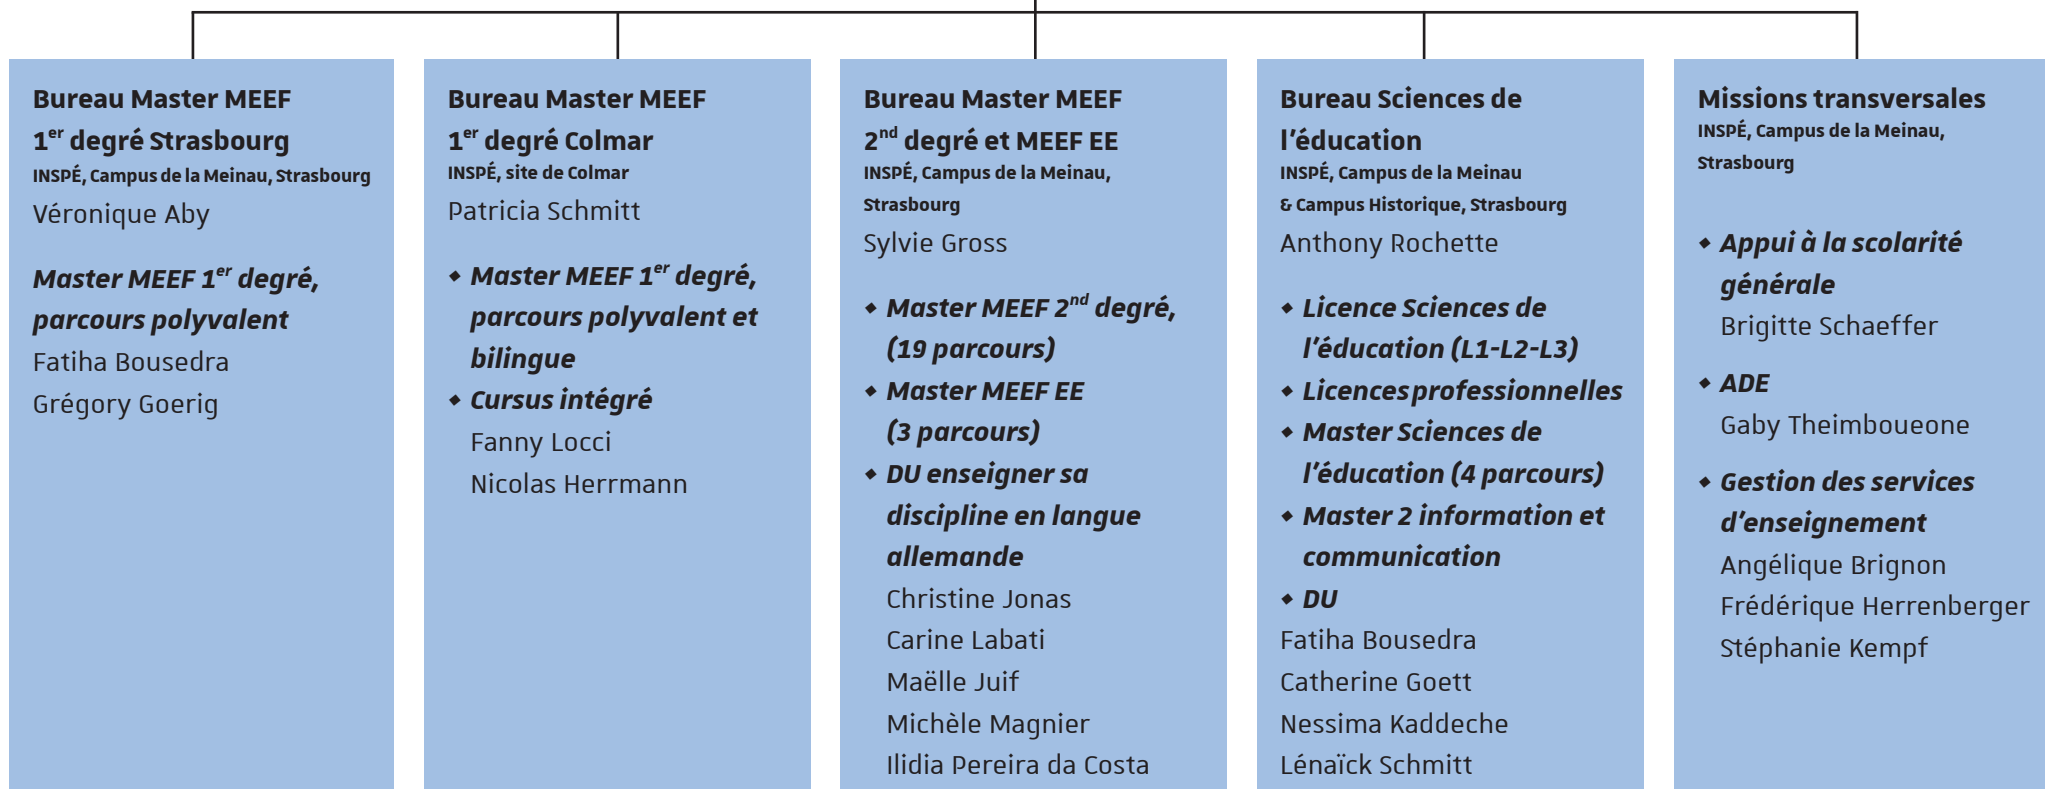 Bureau Master MEEF
1er degré Strasbourg
INSPÉ, Campus de la Meinau, Strasbourg
Véronique Aby
Master MEEF 1er degré,
parcours polyvalent
Fatiha Bousedra
Grégory Goerig
Bureau Master MEEF
1er degré Colmar
INSPÉ, site de Colmar
Patricia Schmitt
◆ Master MEEF 1er degré,
parcours polyvalent et
bilingue
◆ Cursus intégré
Fanny Locci
Nicolas Herrmann
Bureau Master MEEF
2nd degré et MEEF EE
INSPÉ, Campus de la Meinau,
Strasbourg
Sylvie Gross
◆ Master MEEF 2nd degré,
(19 parcours)
◆ Master MEEF EE
(3 parcours)
◆ DU enseigner sa
discipline en langue
allemande
Christine Jonas
Carine Labati
Maëlle Juif
Michèle Magnier
Ilidia Pereira da Costa
Bureau Sciences de
l'éducation
INSPÉ, Campus de la Meinau
& Campus Historique, Strasbourg
Anthony Rochette
◆ Licence Sciences de
l'éducation (L1-L2-L3)
◆ Licences professionnelles
◆ Master Sciences de
l'éducation (4 parcours)
◆ Master 2 information et
communication
◆ DU
Fatiha Bousedra
Catherine Goett
Nessima Kaddeche
Lénaïck Schmitt
Missions transversales
INSPÉ, Campus de la Meinau,
Strasbourg
◆ Appui à la scolarité
générale
Brigitte Schaeffer
◆ ADE
Gaby Theimboueone
◆ Gestion des services
d'enseignement
Angélique Brignon
Frédérique Herrenberger
Stéphanie Kempf